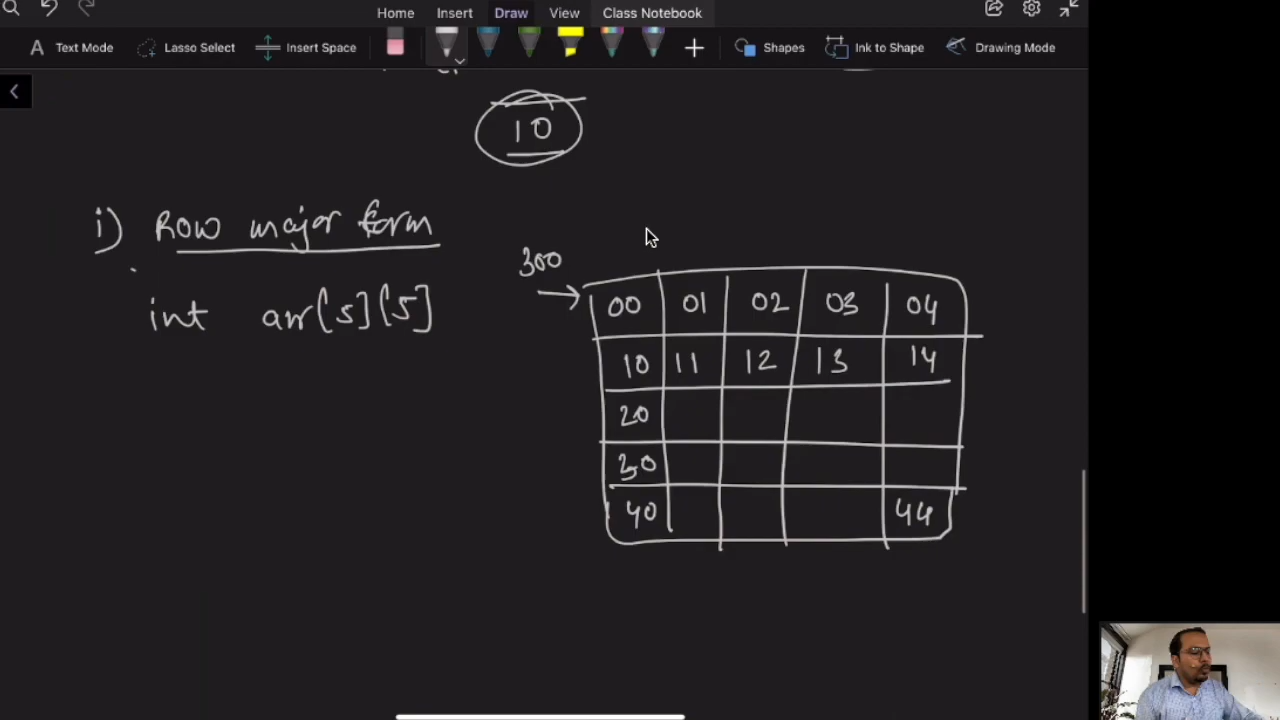 Home Insert Draw View Class Notebook
A Text Mode Lasso Select Insert Space Shapes Ink to Shape Drawing Mode
10
i) Row major form
300
int arr[5][5]
00 01 02 03 04
10 11 12 13 14
20
30
40 44